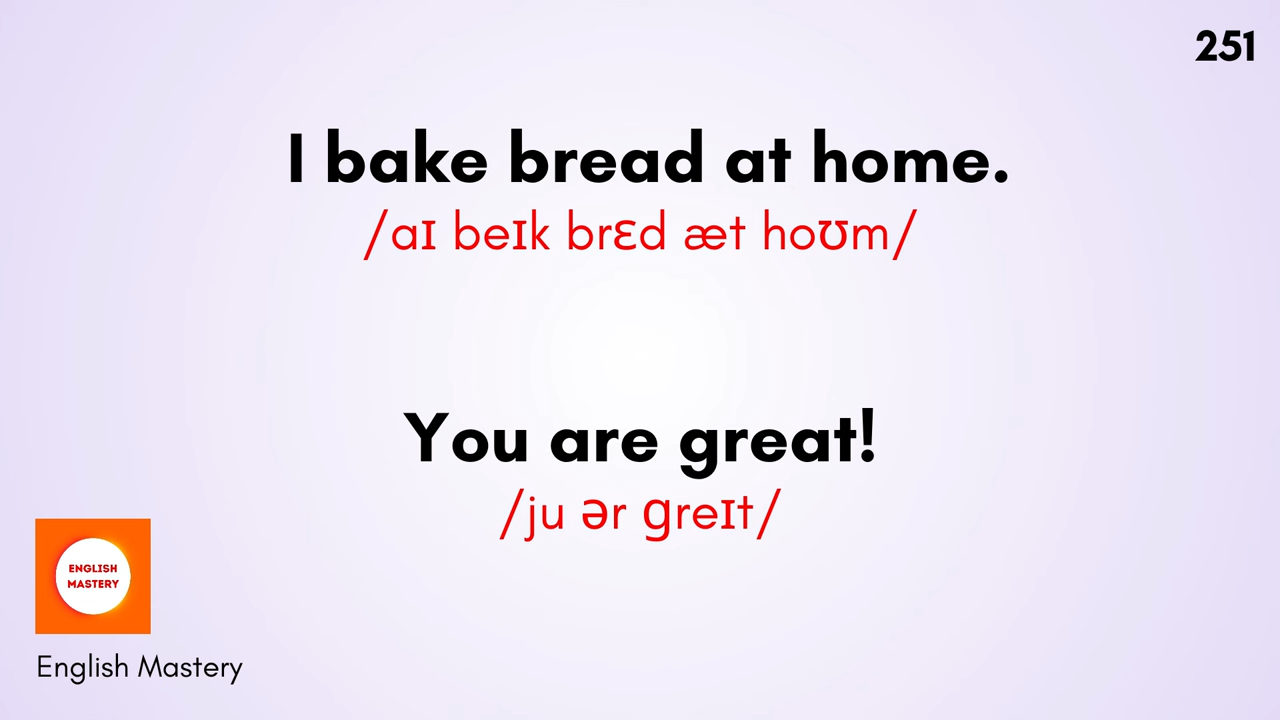 251
I bake bread at home.
/aɪ beɪk brɛd æt hoʊm/
You are great!
/ju ər ɡreɪt/
ENGLISH
MASTERY
English Mastery